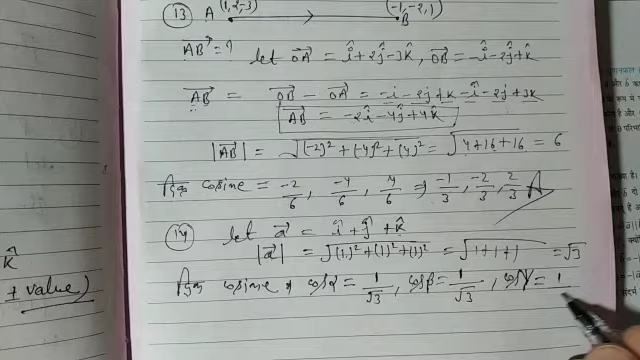 (13) A (1,2,-3) (-1,-2,1) B
AB⃗ = ? let OA⃗ = î+2ĵ-3k̂, OB⃗ = -î-2ĵ+k̂
AB⃗ = OB⃗ - OA⃗ = -i-2j+k-î-2j+3k
AB⃗ = -2î-4ĵ+4k̂
|AB⃗| = √(-2)²+(-4)²+(4)² = √4+16+16 = 6
दिक् cosine = -2/6, -4/6, 4/6 ⇒ -1/3, -2/3, 2/3 A
(14) let a⃗ = î+ĵ+k̂
|a⃗| = √(1)²+(1)²+(1)² = √1+1+1 = √3
दिक् cosine cosα = 1/√3, cosβ = 1/√3, cosγ = 1
k̂
± value)